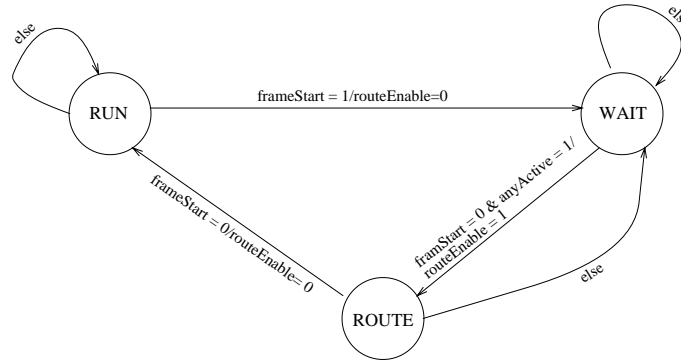 else
else
frameStart = 1/routeEnable=0
RUN
WAIT
framStart = 0 & anyActive = 1/
routeEnable = 1
frameStart = 0/routeEnable= 0
else
ROUTE